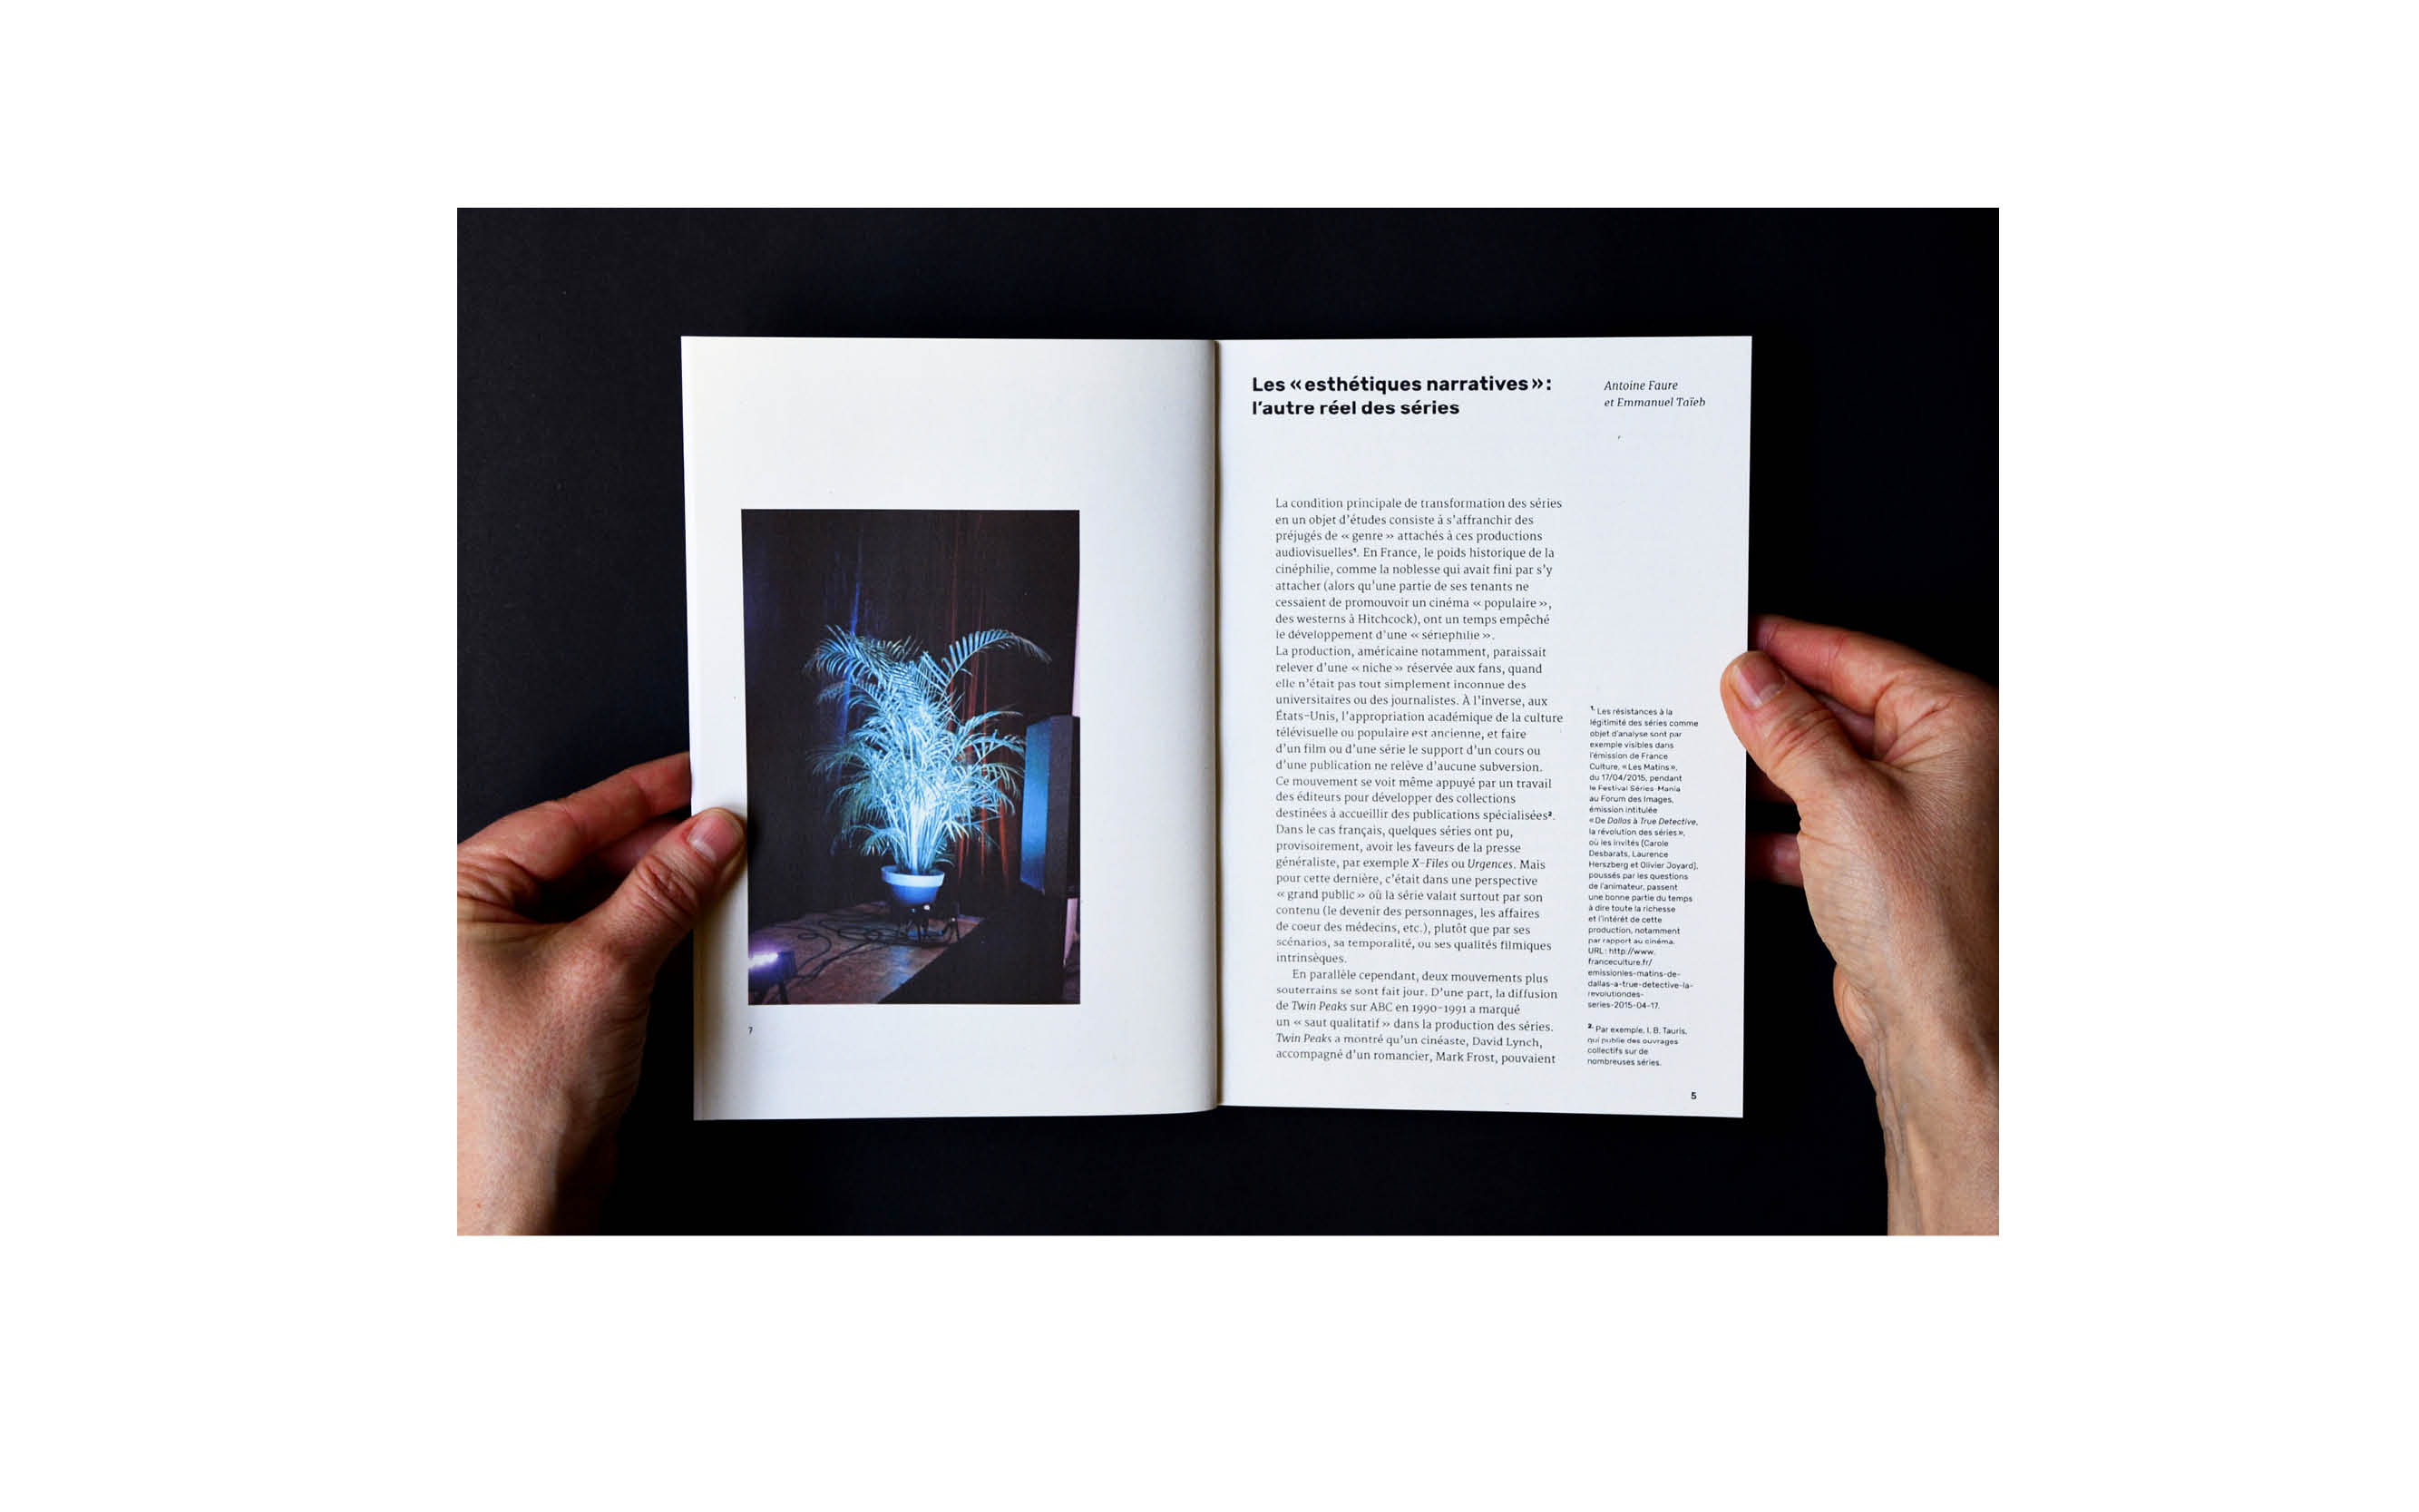 7
Les « esthétiques narratives » :
l’autre réel des séries
Antoine Faure
et Emmanuel Taïeb
La condition principale de transformation des séries
en un objet d’études consiste à s’affranchir des
préjugés de « genre » attachés à ces productions
audiovisuelles¹. En France, le poids historique de la
cinéphilie, comme la noblesse qui avait fini par s’y
attacher (alors qu’une partie de ses tenants ne
cessaient de promouvoir un cinéma « populaire »,
des westerns à Hitchcock), ont un temps empêché
le développement d’une « sériephilie ».
La production, américaine notamment, paraissait
relever d’une « niche » réservée aux fans, quand
elle n’était pas tout simplement inconnue des
universitaires ou des journalistes. À l’inverse, aux
États-Unis, l’appropriation académique de la culture
télévisuelle ou populaire est ancienne, et faire
d’un film ou d’une série le support d’un cours ou
d’une publication ne relève d’aucune subversion.
Ce mouvement se voit même appuyé par un travail
des éditeurs pour développer des collections
destinées à accueillir des publications spécialisées².
Dans le cas français, quelques séries ont pu,
provisoirement, avoir les faveurs de la presse
généraliste, par exemple X-Files ou Urgences. Mais
pour cette dernière, c’était dans une perspective
« grand public » où la série valait surtout par son
contenu (le devenir des personnages, les affaires
de coeur des médecins, etc.), plutôt que par ses
scénarios, sa temporalité, ou ses qualités filmiques
intrinsèques.
En parallèle cependant, deux mouvements plus
souterrains se sont fait jour. D’une part, la diffusion
de Twin Peaks sur ABC en 1990-1991 a marqué
un « saut qualitatif » dans la production des séries.
Twin Peaks a montré qu’un cinéaste, David Lynch,
accompagné d’un romancier, Mark Frost, pouvaient
1. Les résistances à la
légitimité des séries comme
objet d’analyse sont par
exemple visibles dans
l’émission de France
Culture, « Les Matins »,
du 17/04/2015, pendant
le Festival Séries Mania
au Forum des Images,
émission intitulée
« De Dallas à True Detective,
la révolution des séries »,
où les invités (Carole
Desbarats, Laurence
Herszberg et Olivier Joyard),
poussés par les questions
de l’animateur, passent
une bonne partie du temps
à dire toute la richesse
et l’intérêt de cette
production, notamment
par rapport au cinéma.
URL : http://www.
franceculture.fr/
emissionles-matins-de-
dallas-a-true-detective-la-
revolutiondes-
series-2015-04-17.
2. Par exemple, I. B. Tauris,
qui publie des ouvrages
collectifs sur de
nombreuses séries.
5